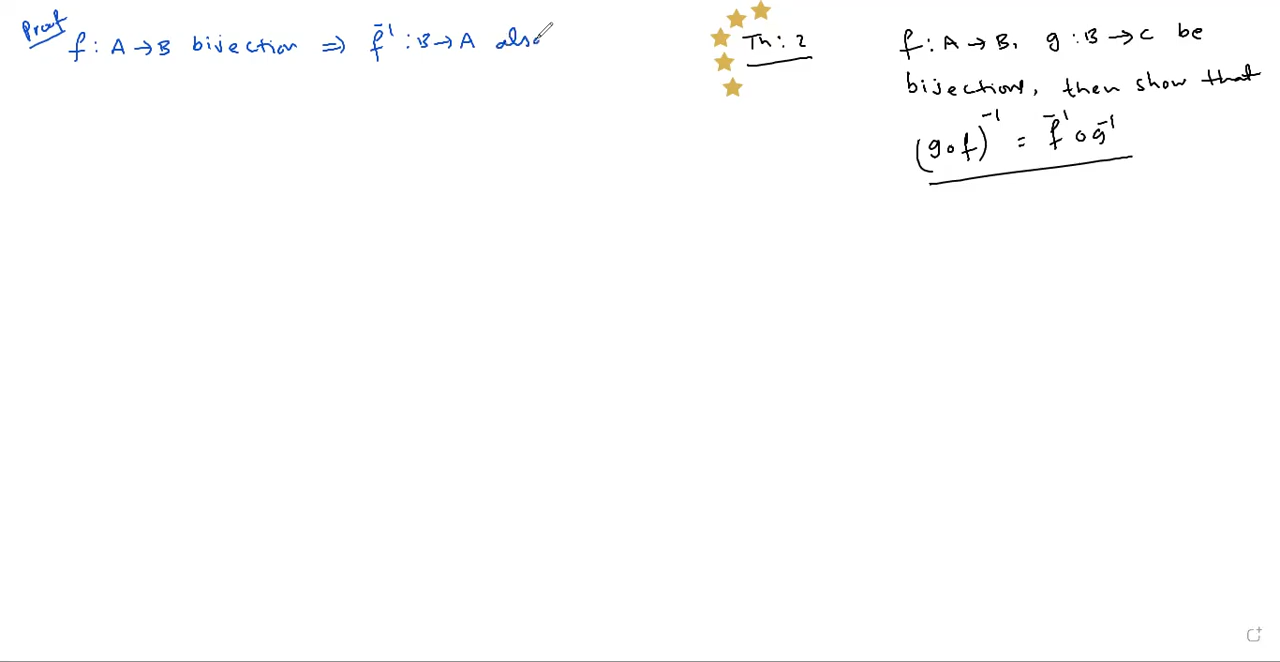 Proof
f : A → B bijection ⇒ f⁻¹ : B → A also
Th : 2
f : A → B, g : B → C be
bijections, then show that
(g∘f)⁻¹ = f⁻¹∘g⁻¹